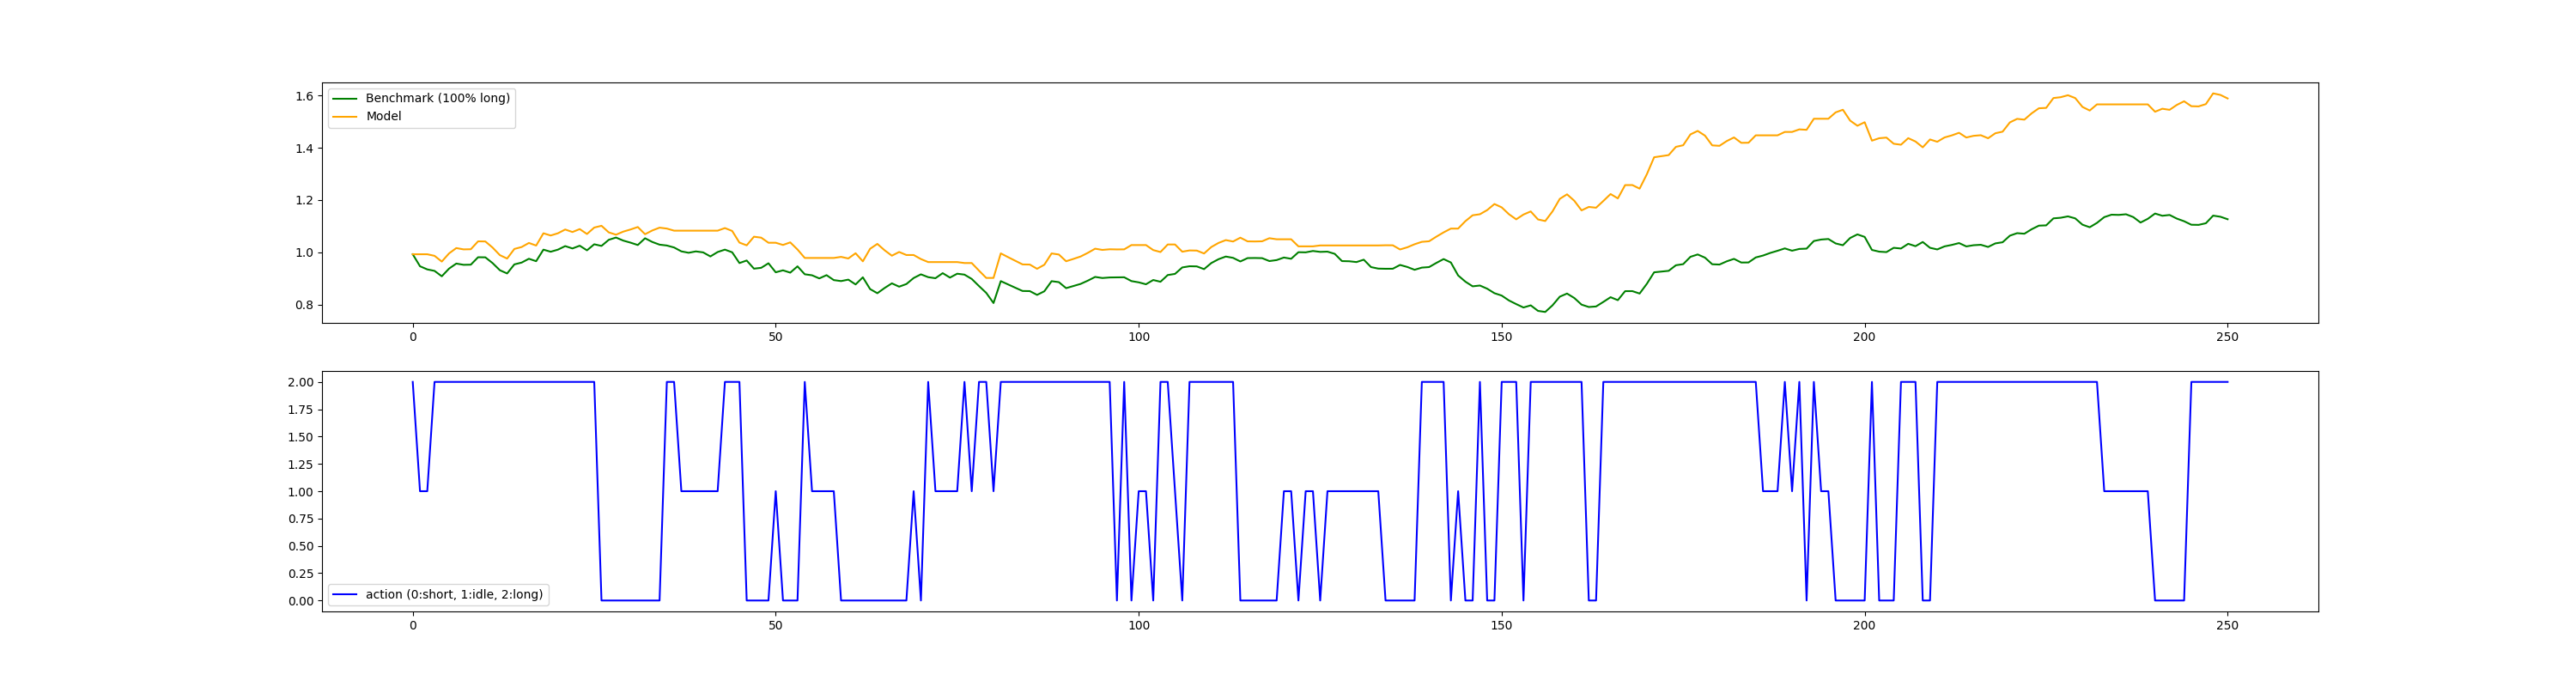 Benchmark (100% long)
Model
1.6
1.4
1.2
1.0
0.8
0 50 100 150 200 250
2.00
1.75
1.50
1.25
1.00
0.75
0.50
0.25
0.00
action (0:short, 1:idle, 2:long)
0 50 100 150 200 250